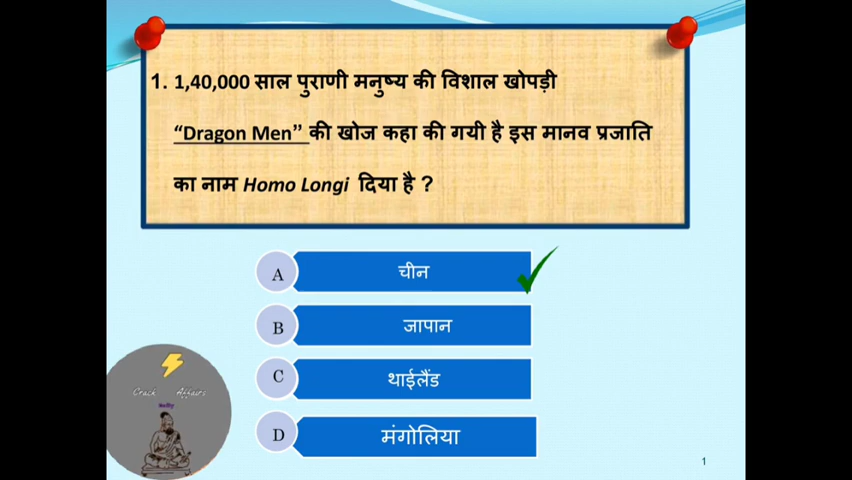 1. 1,40,000 साल पुराणी मनुष्य की विशाल खोपड़ी
“Dragon Men” की खोज कहा की गयी है इस मानव प्रजाति
का नाम Homo Longi दिया है ?
A चीन
B जापान
C थाईलैंड
D मंगोलिया
Crack Affairs
1